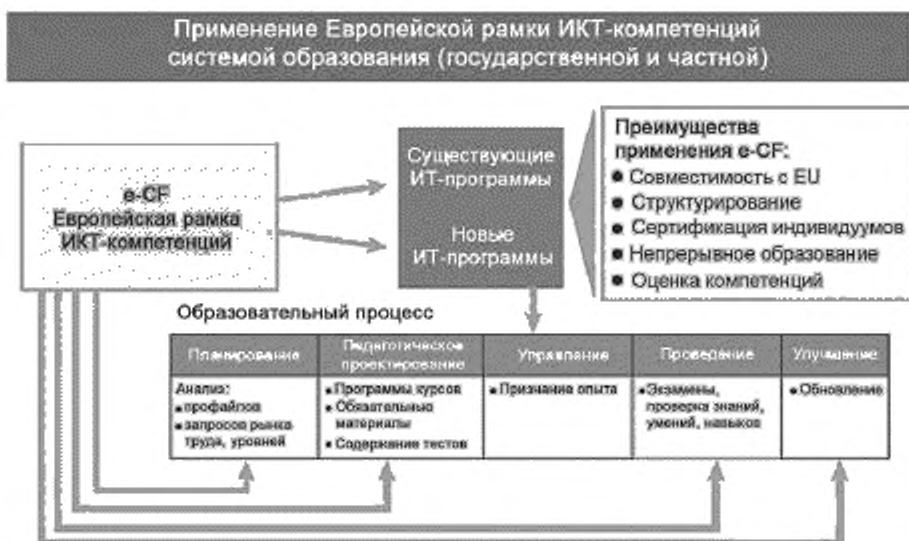 Применение Европейской рамки ИКТ-компетенций
системой образования (государственной и частной)
e-CF
Европейская рамка
ИКТ-компетенций
Существующие
ИТ-программы
Новые
ИТ-программы
Преимущества
применения e-CF:
● Совместимость с EU
● Структурирование
● Сертификация индивидуумов
● Непрерывное образование
● Оценка компетенций
Образовательный процесс
Планирование
Анализ:
■ профайлов
■ запросов рынка
труда, уровней
Педагогическое
проектирование
● Программы курсов
● Обязательные
материалы
● Содержание тестов
Управление
● Признание опыта
Проведение
● Экзамены,
проверка знаний,
умений, навыков
Улучшение
● Обновление